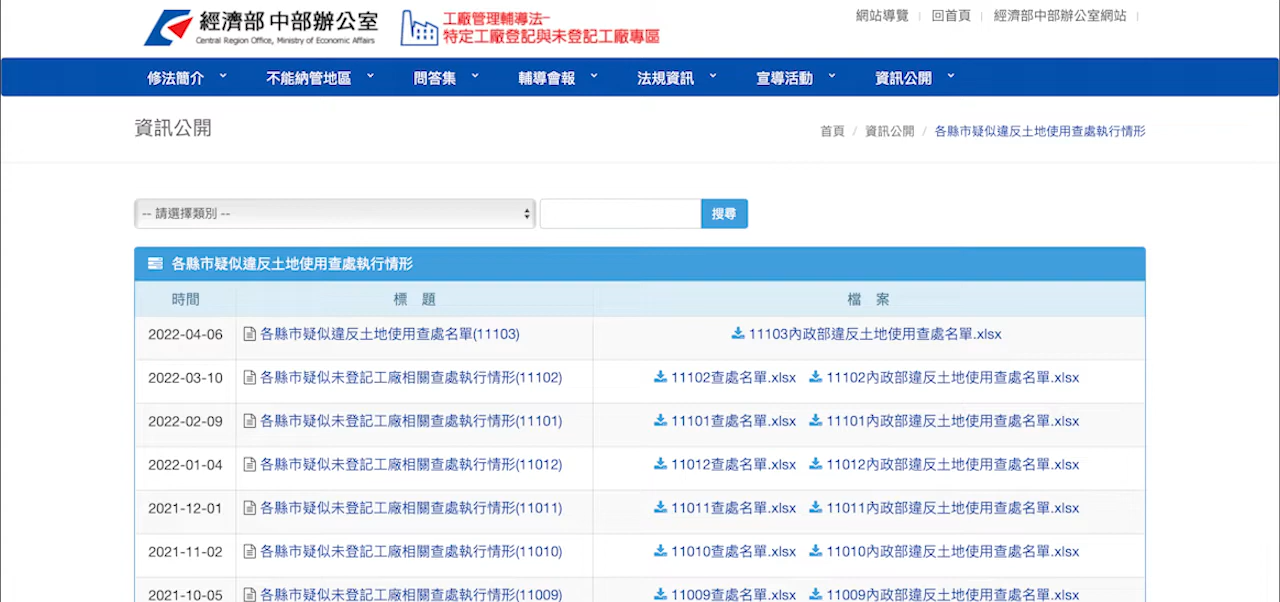 經濟部 中部辦公室
Central Region Office, Ministry of Economic Affairs
工廠管理輔導法-
特定工廠登記與未登記工廠專區
網站導覽 | 回首頁 | 經濟部中部辦公室網站 |
修法簡介 不能納管地區 問答集 輔導會報 法規資訊 宣導活動 資訊公開
資訊公開
首頁 / 資訊公開 / 各縣市疑似違反土地使用查處執行情形
-- 請選擇類別 -- 搜尋
各縣市疑似違反土地使用查處執行情形
時間 標 題 檔 案
2022-04-06 各縣市疑似違反土地使用查處名單(11103) 11103內政部違反土地使用查處名單.xlsx
2022-03-10 各縣市疑似未登記工廠相關查處執行情形(11102) 11102查處名單.xlsx 11102內政部違反土地使用查處名單.xlsx
2022-02-09 各縣市疑似未登記工廠相關查處執行情形(11101) 11101查處名單.xlsx 11101內政部違反土地使用查處名單.xlsx
2022-01-04 各縣市疑似未登記工廠相關查處執行情形(11012) 11012查處名單.xlsx 11012內政部違反土地使用查處名單.xlsx
2021-12-01 各縣市疑似未登記工廠相關查處執行情形(11011) 11011查處名單.xlsx 11011內政部違反土地使用查處名單.xlsx
2021-11-02 各縣市疑似未登記工廠相關查處執行情形(11010) 11010查處名單.xlsx 11010內政部違反土地使用查處名單.xlsx
2021-10-05 各縣市疑似未登記工廠相關查處執行情形(11009) 11009查處名單.xlsx 11009內政部違反土地使用查處名單.xlsx